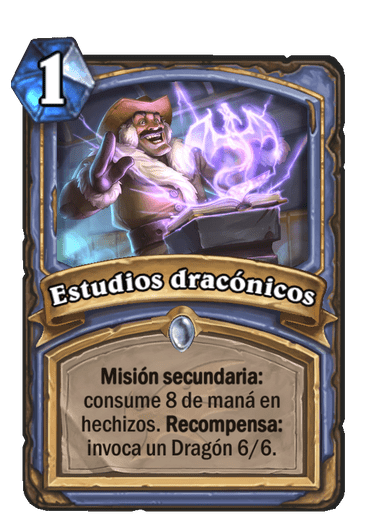 1
Estudios dracónicos
Misión secundaria:
consume 8 de maná en
hechizos. Recompensa:
invoca un Dragón 6/6.